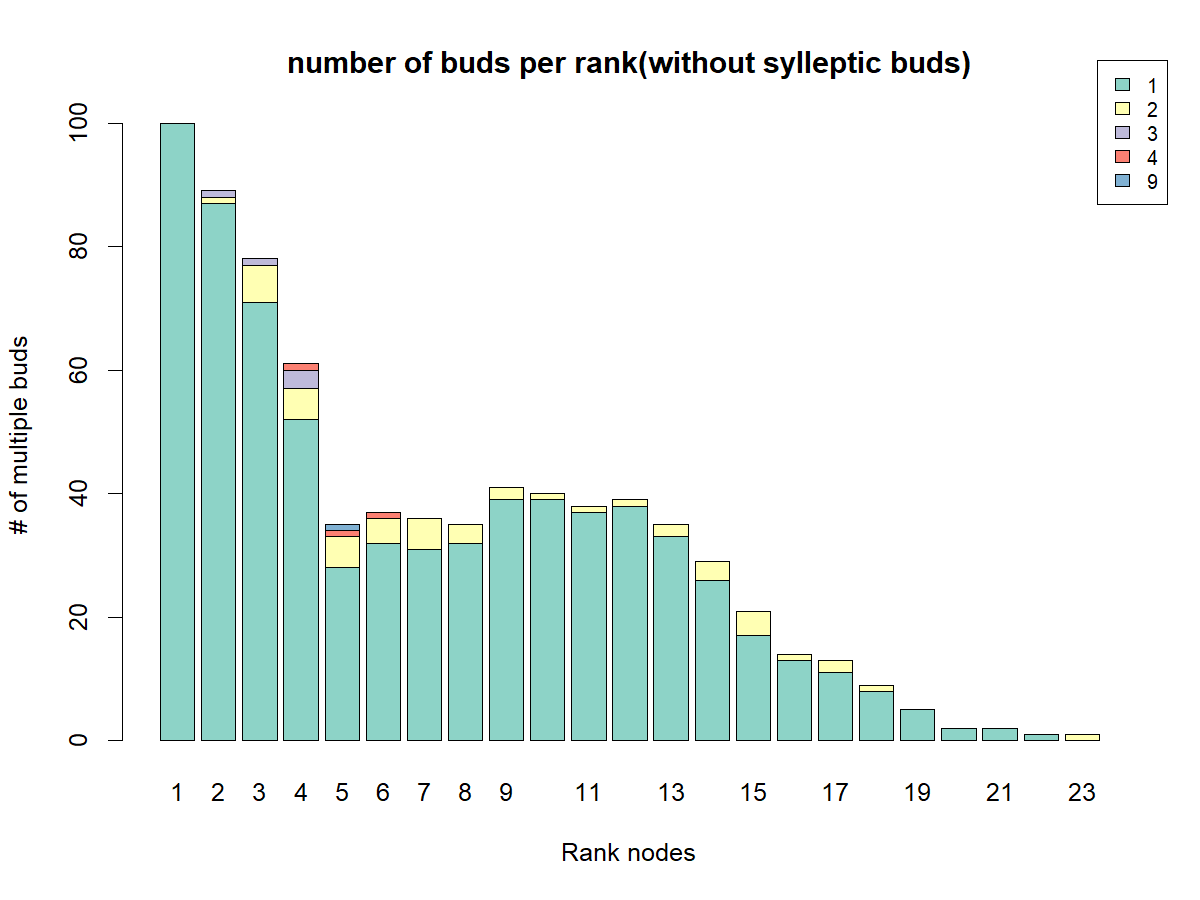 number of buds per rank(without sylleptic buds)
1
2
3
4
9
100
80
60
40
20
0
# of multiple buds
1 2 3 4 5 6 7 8 9 11 13 15 17 19 21 23
Rank nodes